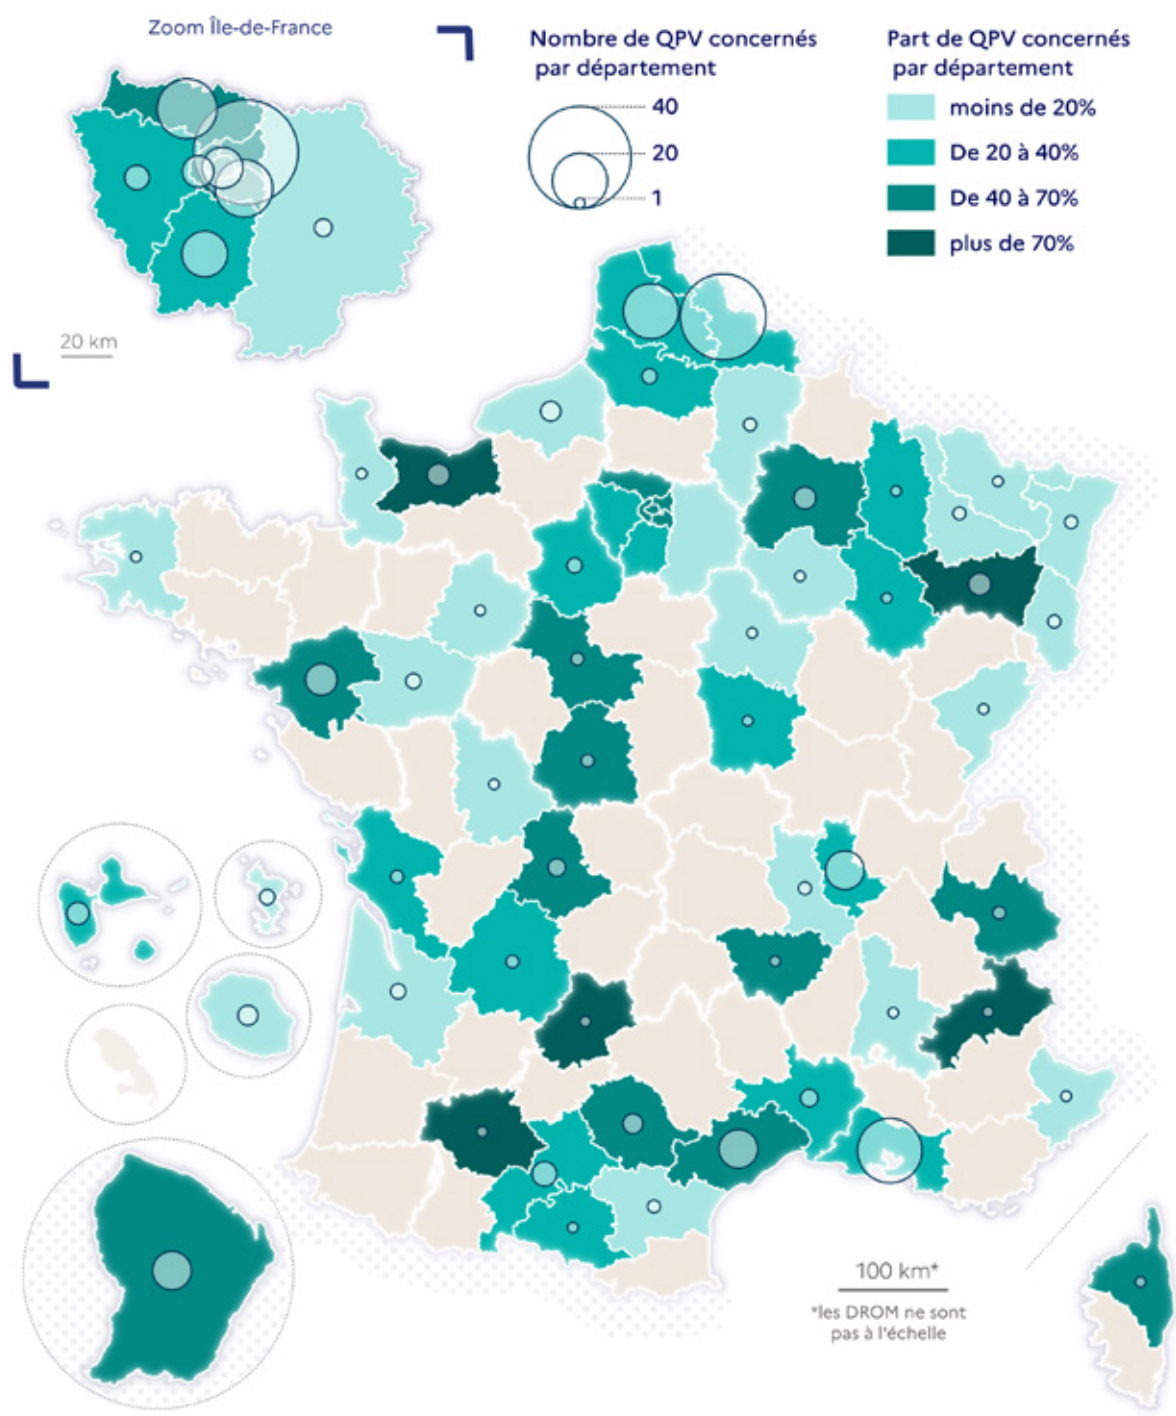 Zoom Île-de-France
20 km
Nombre de QPV concernés
par département
40
20
1
Part de QPV concernés
par département
moins de 20%
De 20 à 40%
De 40 à 70%
plus de 70%
100 km*
*les DROM ne sont
pas à l'échelle